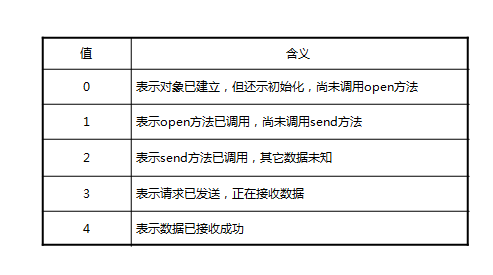 值 含义
0 表示对象已建立，但还示初始化，尚未调用open方法
1 表示open方法已调用，尚未调用send方法
2 表示send方法已调用，其它数据未知
3 表示请求已发送，正在接收数据
4 表示数据已接收成功